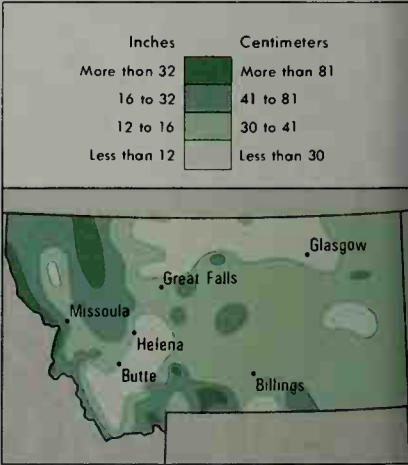 Inches Centimeters
More than 32 More than 81
16 to 32 41 to 81
12 to 16 30 to 41
Less than 12 Less than 30
Glasgow
Great Falls
Missoula
Helena
Butte
Billings